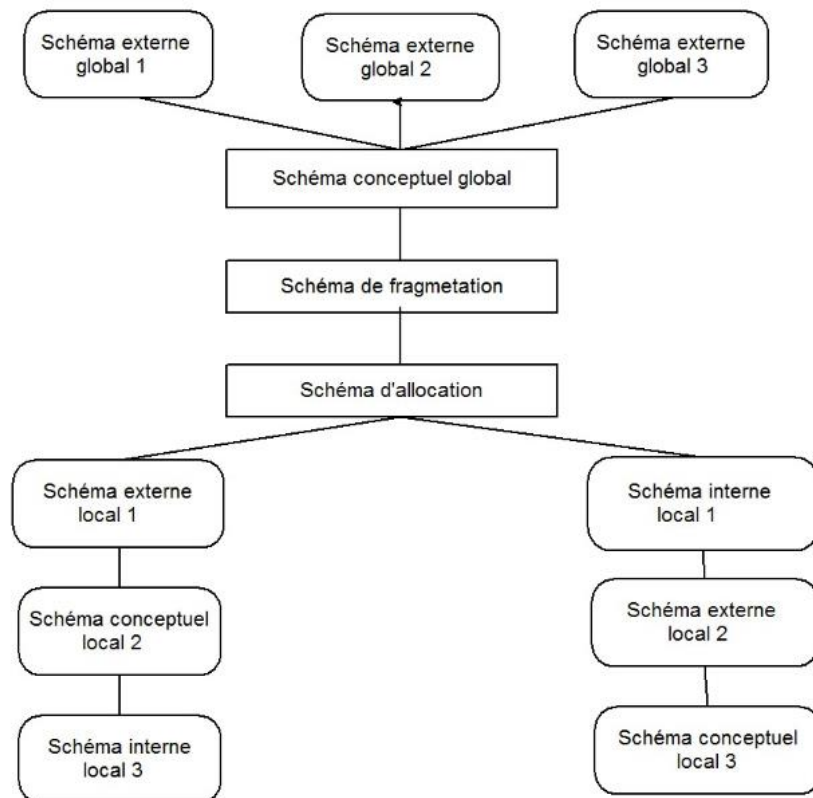 Schéma externe
global 1
Schéma externe
global 2
Schéma externe
global 3
Schéma conceptuel global
Schéma de fragmetation
Schéma d'allocation
Schéma externe
local 1
Schéma conceptuel
local 2
Schéma interne
local 3
Schéma interne
local 1
Schéma externe
local 2
Schéma conceptuel
local 3